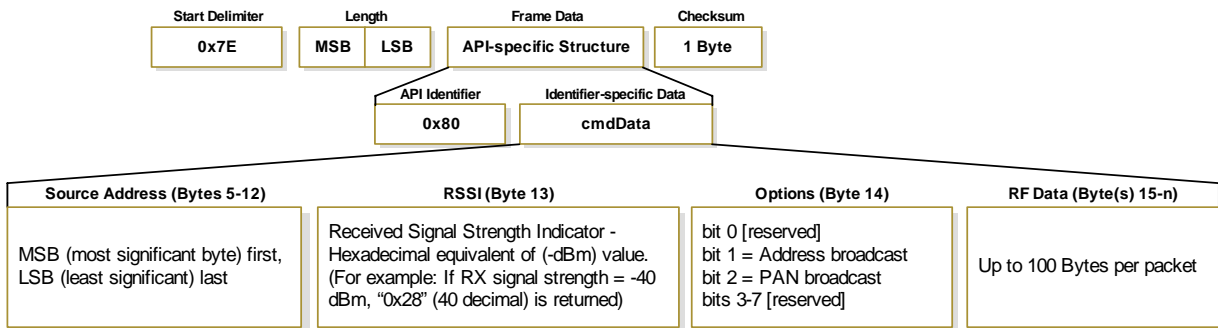 Start Delimiter Length Frame Data Checksum
0x7E MSB LSB API-specific Structure 1 Byte
API Identifier Identifier-specific Data
0x80 cmdData
Source Address (Bytes 5-12)
MSB (most significant byte) first,
LSB (least significant) last
RSSI (Byte 13)
Received Signal Strength Indicator -
Hexadecimal equivalent of (-dBm) value.
(For example: If RX signal strength = -40
dBm, “0x28” (40 decimal) is returned)
Options (Byte 14)
bit 0 [reserved]
bit 1 = Address broadcast
bit 2 = PAN broadcast
bits 3-7 [reserved]
RF Data (Byte(s) 15-n)
Up to 100 Bytes per packet